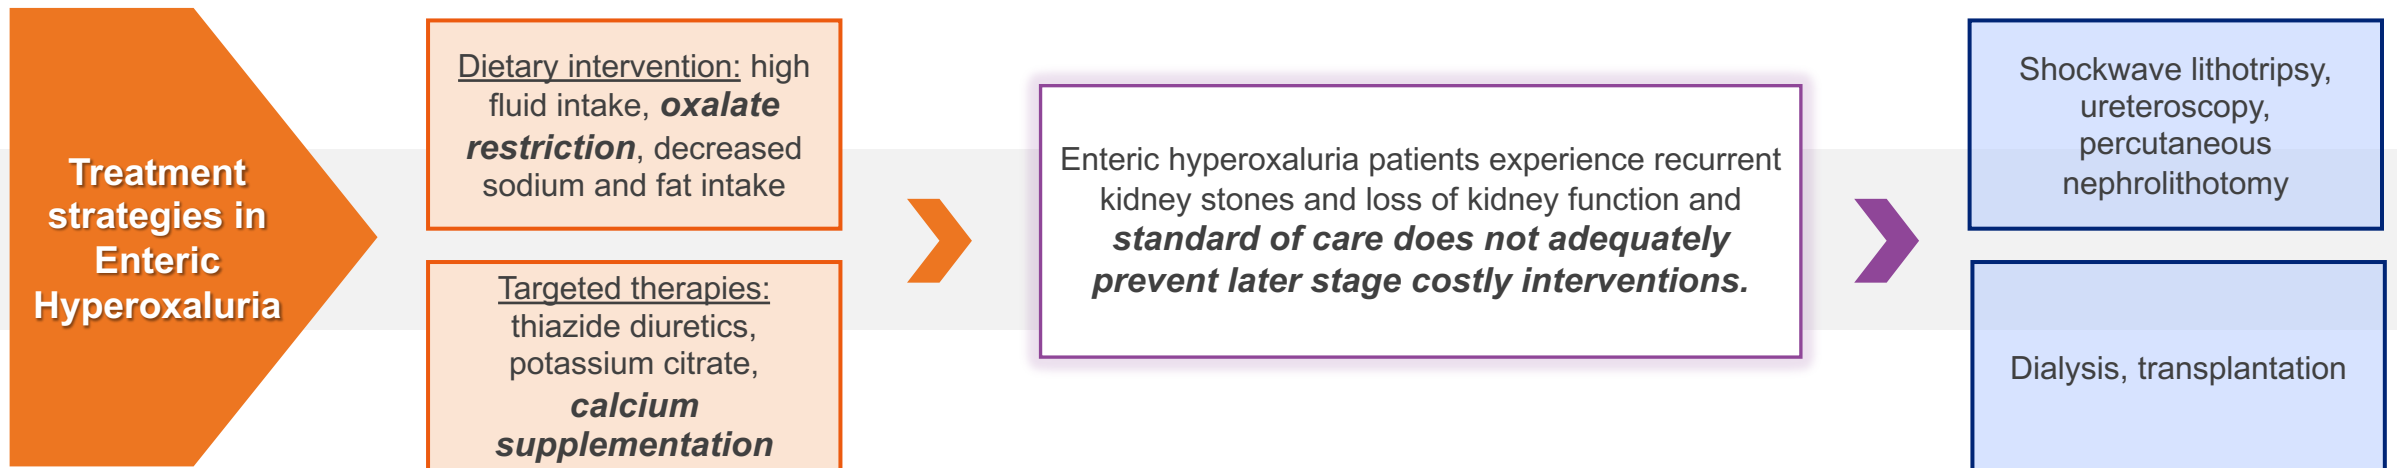 Treatment
strategies in
Enteric
Hyperoxaluria
Dietary intervention: high
fluid intake, oxalate
restriction, decreased
sodium and fat intake
Targeted therapies:
thiazide diuretics,
potassium citrate,
calcium
supplementation
Enteric hyperoxaluria patients experience recurrent
kidney stones and loss of kidney function and
standard of care does not adequately
prevent later stage costly interventions.
Shockwave lithotripsy,
ureteroscopy,
percutaneous
nephrolithotomy
Dialysis, transplantation